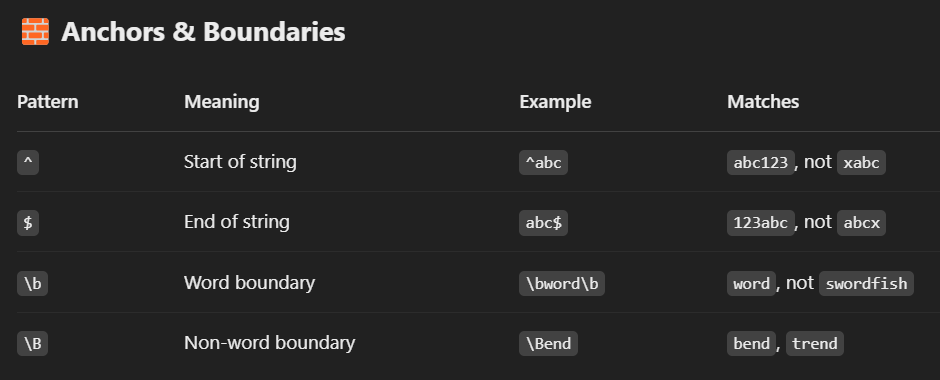 🧱 Anchors & Boundaries
Pattern Meaning Example Matches
^ Start of string ^abc abc123, not xabc
$ End of string abc$ 123abc, not abcx
\b Word boundary \bword\b word, not swordfish
\B Non-word boundary \Bend bend, trend